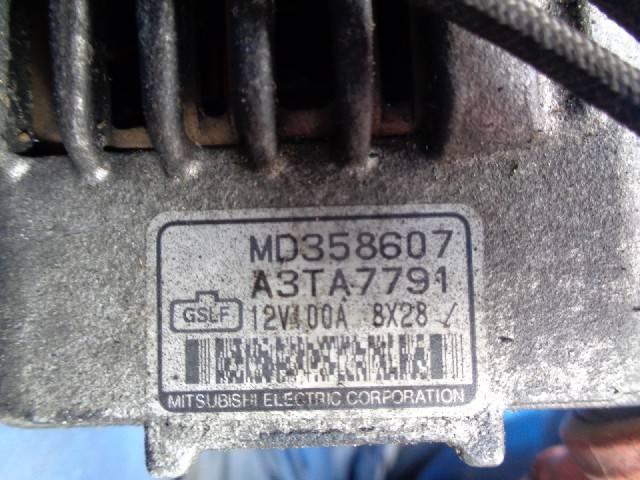 MD358607
A3TA7791
GSLF 12V100A 8X28
MITSUBISHI ELECTRIC CORPORATION